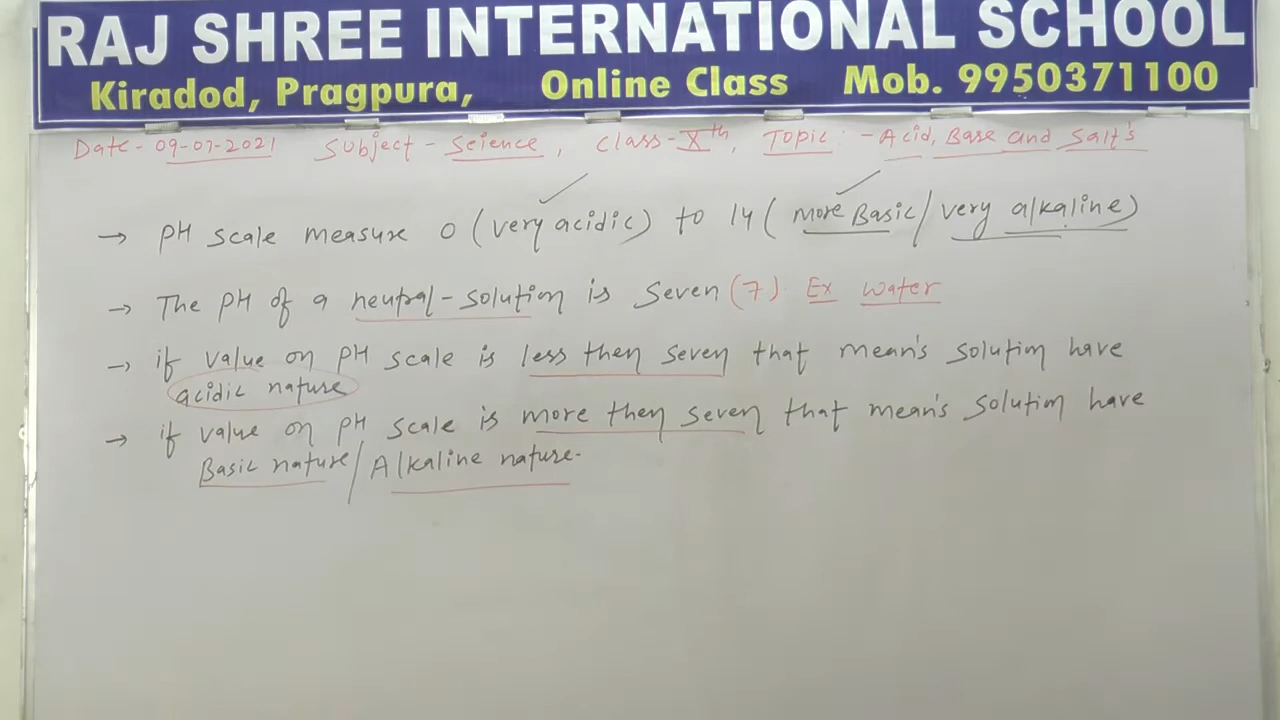 RAJ SHREE INTERNATIONAL SCHOOL
Kiradod, Pragpura, Online Class Mob. 9950371100
Date - 09-07-2021 Subject - Science, Class - Xth, Topic :- Acid, Base and Salt's
→ PH scale measure 0 (very acidic) to 14 (more Basic / very alkaline)
→ The PH of a neutral-solution is seven (7). Ex water
→ if value on PH scale is less then seven that mean's solution have
acidic nature
→ if value on PH scale is more then seven that mean's solution have
Basic nature / Alkaline nature.